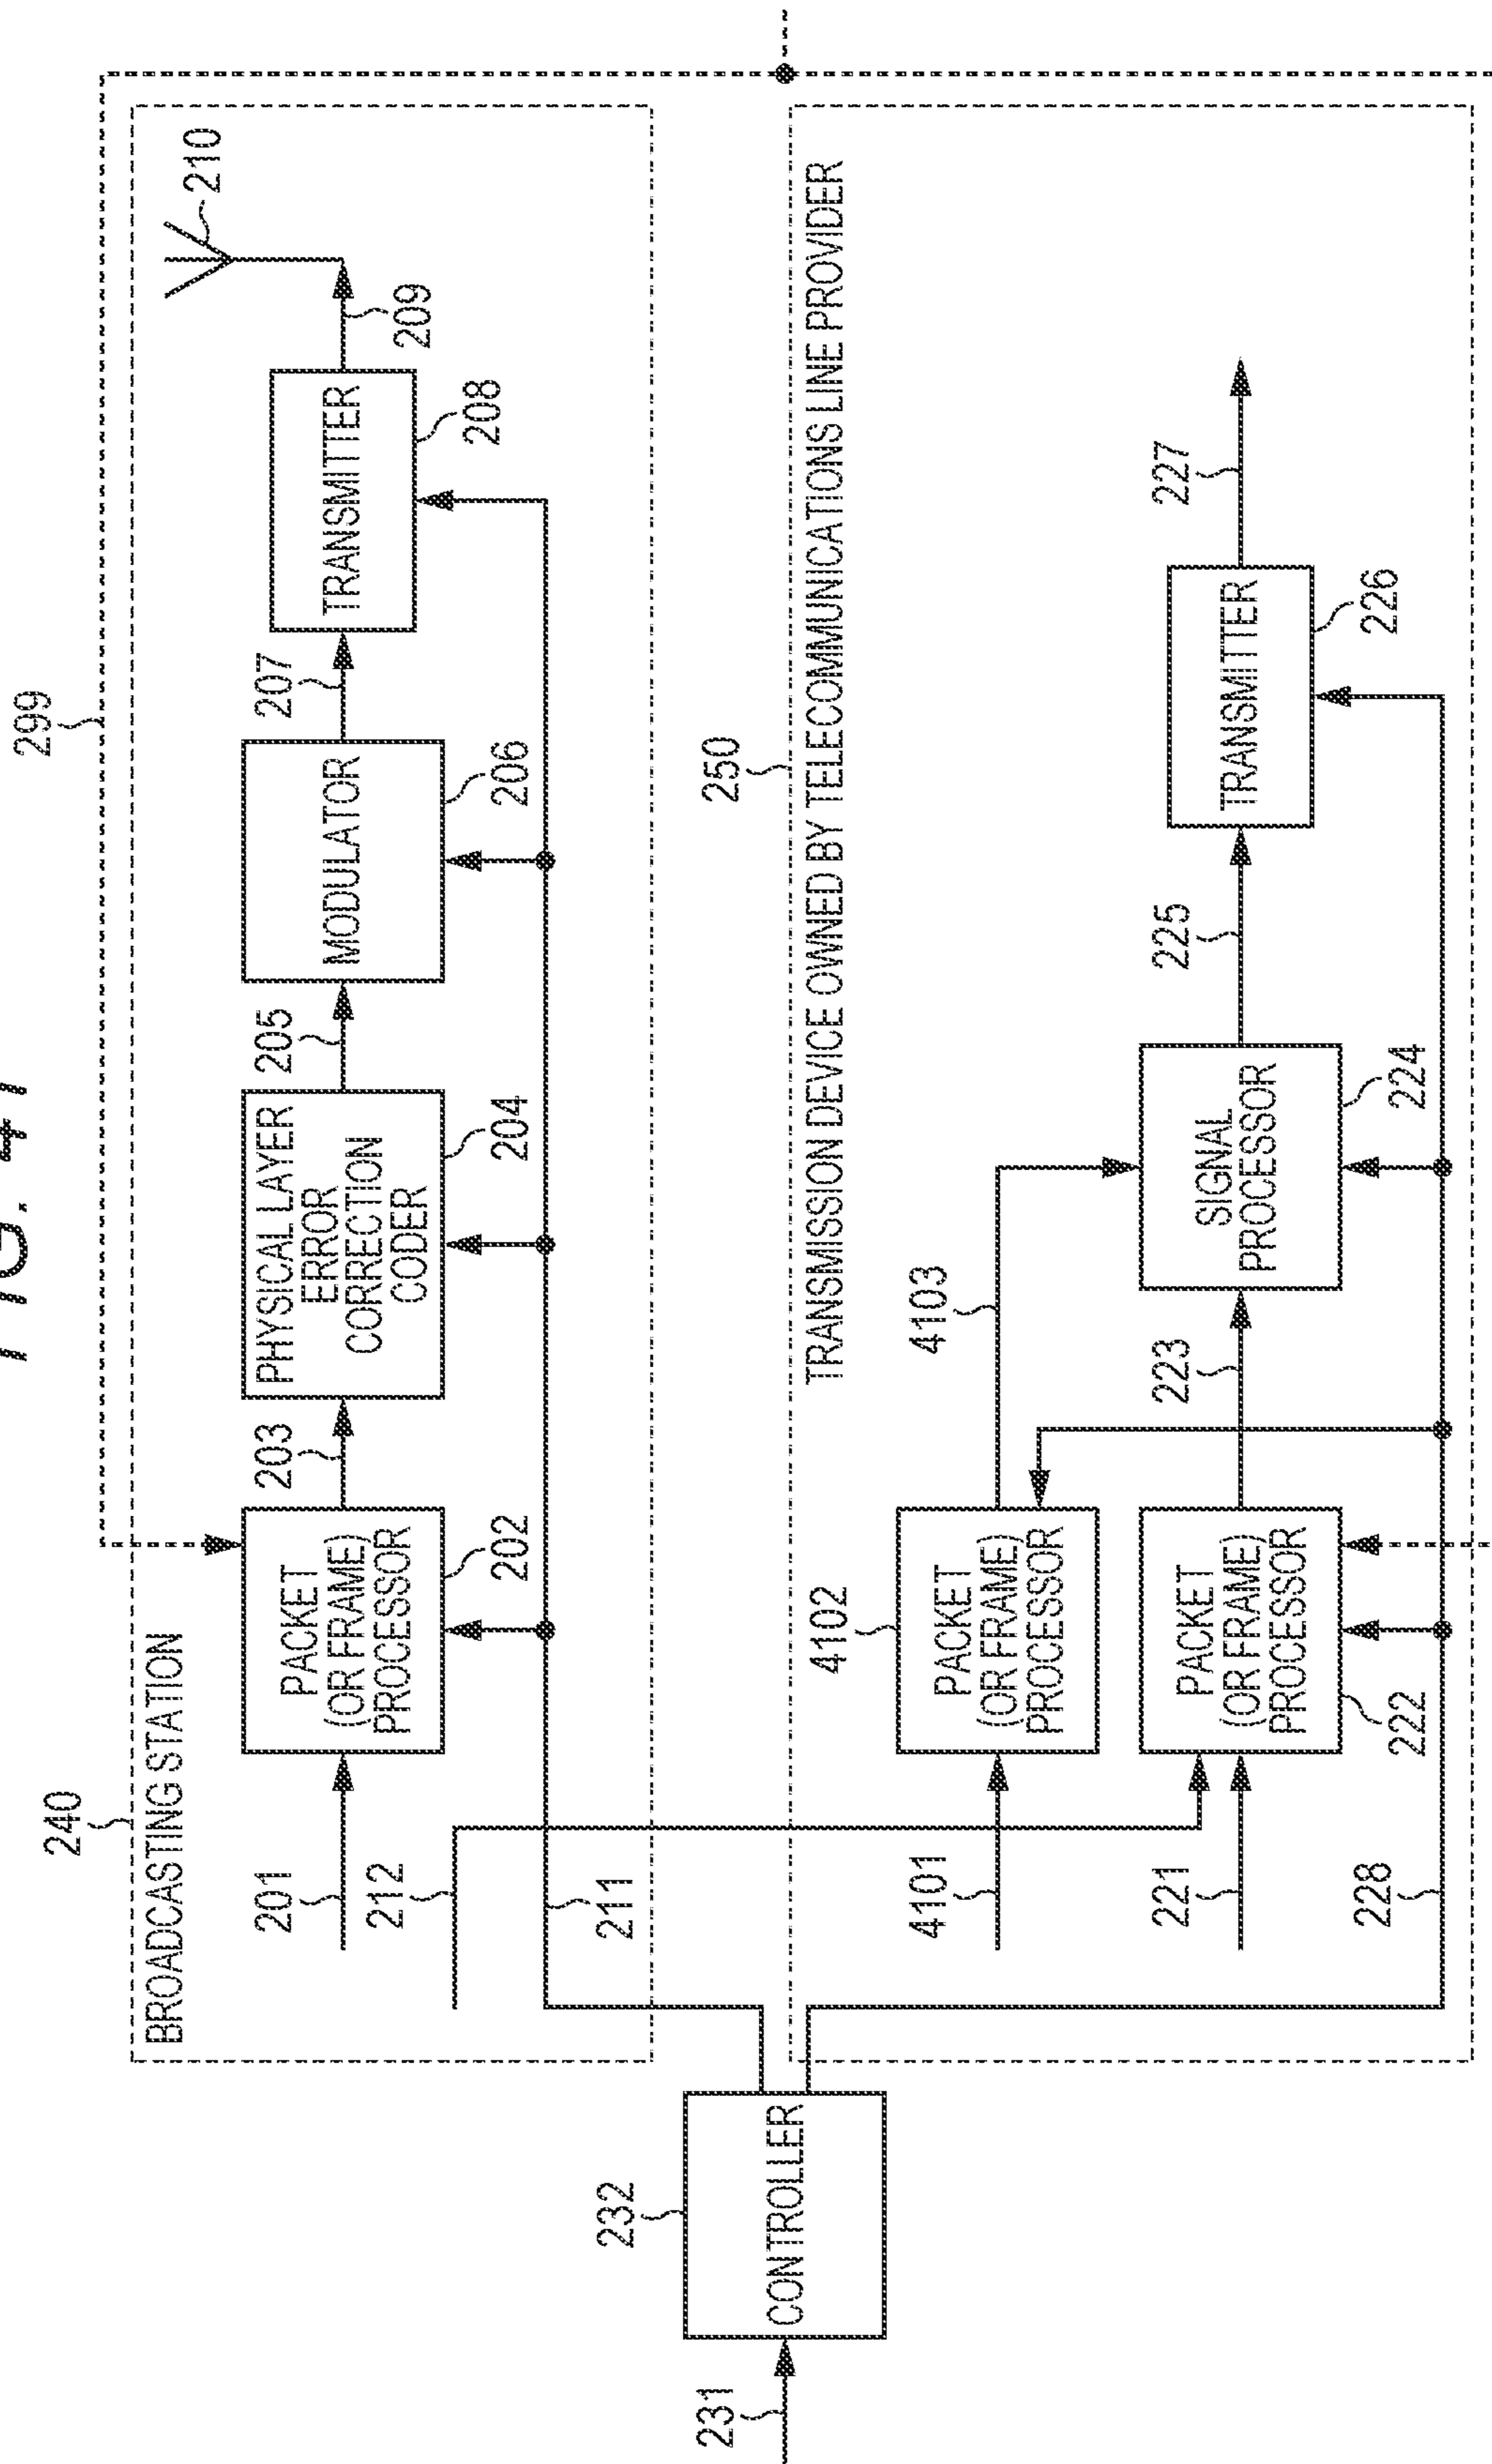 FIG. 41
299
240
BROADCASTING STATION
201
PACKET
(OR FRAME)
PROCESSOR
202
203
PHYSICAL LAYER
ERROR
CORRECTION
CODER
204
205
MODULATOR
206
207
TRANSMITTER
208
209
210
212
211
232
CONTROLLER
231
250
TRANSMISSION DEVICE OWNED BY TELECOMMUNICATIONS LINE PROVIDER
4101
4102
PACKET
(OR FRAME)
PROCESSOR
4103
221
PACKET
(OR FRAME)
PROCESSOR
222
223
SIGNAL
PROCESSOR
224
225
TRANSMITTER
226
227
228